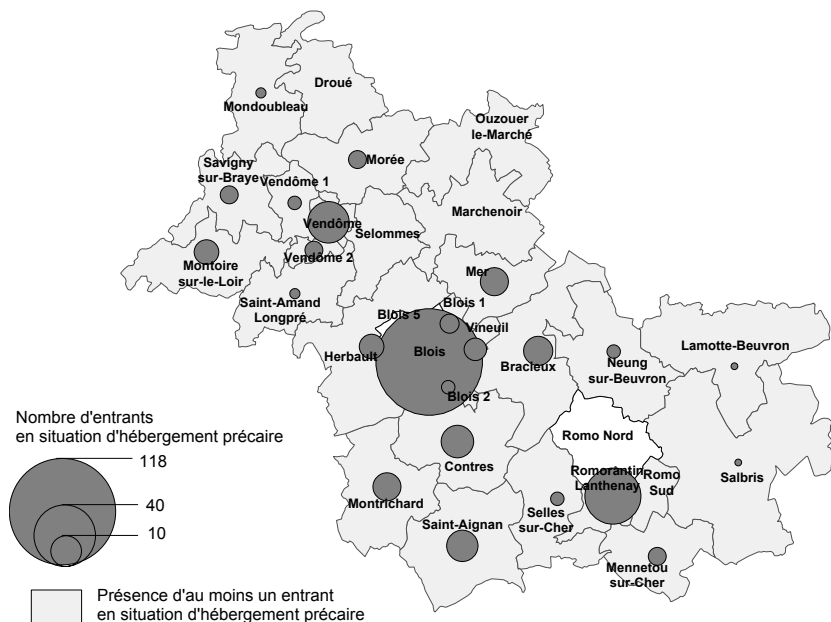 Droué
Mondoubleau
Ouzouer
le-Marché
Morée
Savigny
sur-Braye
Vendôme 1
Marchenoir
Vendôme
Selommes
Vendôme 2
Montoire
sur-le-Loir
Mer
Saint-Amand
Longpré
Blois 1
Blois 5
Vineuil
Herbault
Blois
Bracieux
Lamotte-Beuvron
Neung
sur-Beuvron
Blois 2
Romo Nord
Contres
Romorantin
Lanthenay
Romo
Sud
Salbris
Montrichard
Selles
sur-Cher
Saint-Aignan
Mennetou
sur-Cher
Nombre d'entrants
en situation d'hébergement précaire
118
40
10
Présence d'au moins un entrant
en situation d'hébergement précaire